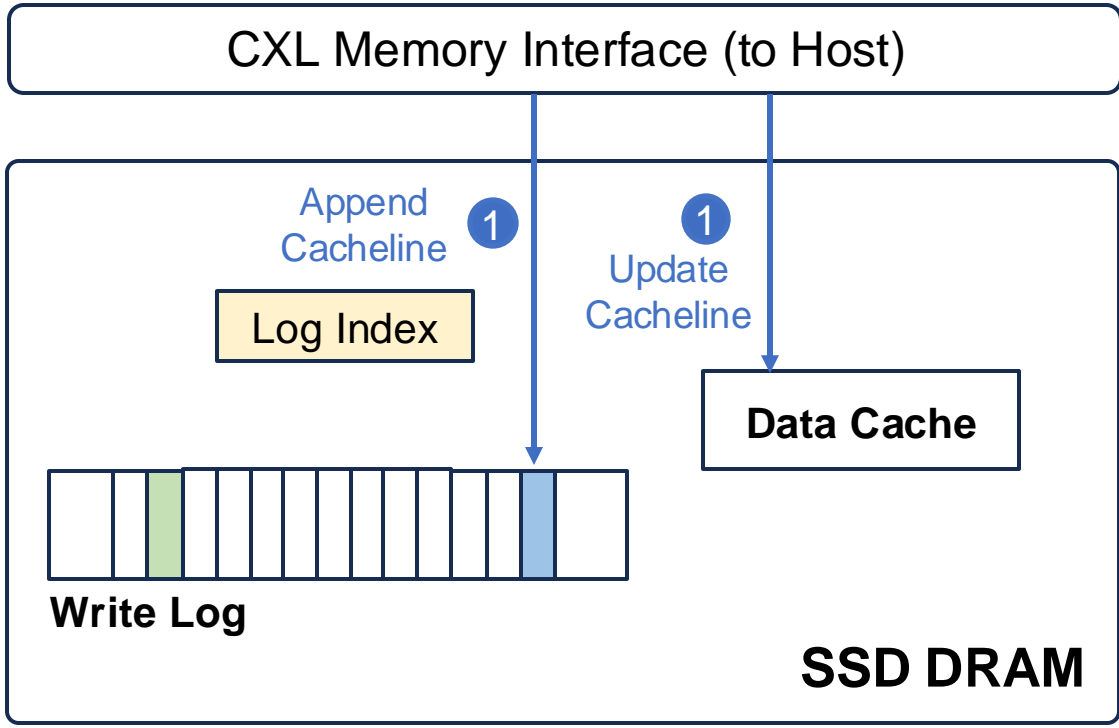 CXL Memory Interface (to Host)
Append
Cacheline
1
1
Update
Cacheline
Log Index
Data Cache
Write Log
SSD DRAM